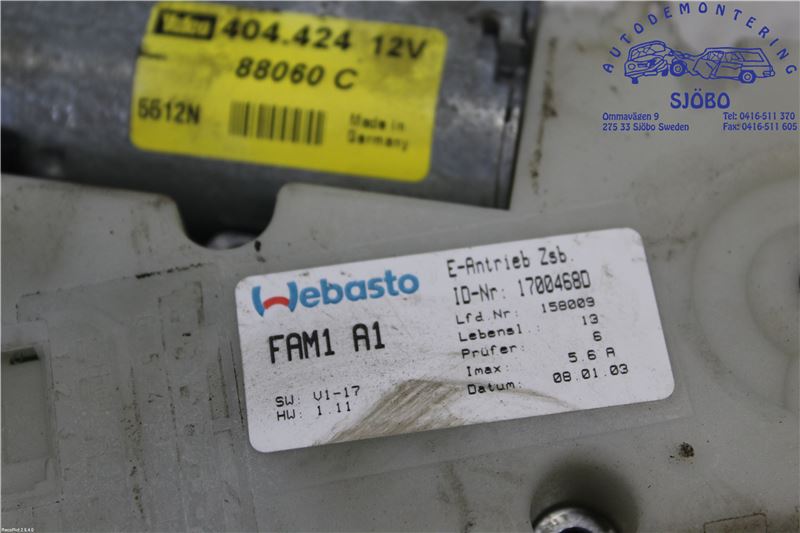 Valeo 404.424 12V
88060 C
5612N
Made in
Germany
AUTODEMONTERING
SJÖBO
Ommavägen 9 Tel: 0416-511 370
275 33 Sjöbo Sweden Fax: 0416-511 605
Webasto
FAM1 A1
SW: V1-17
HW: 1.11
E-Antrieb Zsb.
ID-Nr: 1700468D
Lfd.Nr: 158009
Lebensl.: 13
Prüfer: 6
Imax: 5.6 A
Datum: 08.01.03